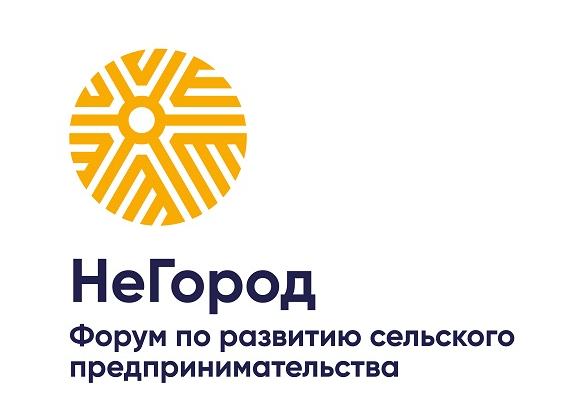 НеГород
Форум по развитию сельского
предпринимательства